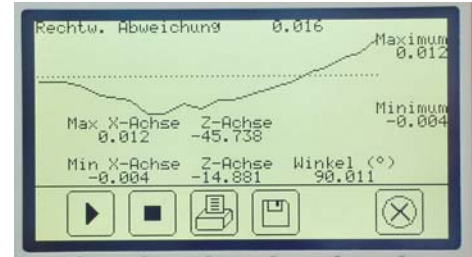 Rechtw. Abweichung 0.016
Maximum
0.012
Minimum
-0.004
Max X-Achse Z-Achse
0.012 -45.738
Min X-Achse Z-Achse Winkel (°)
-0.004 -14.881 90.011